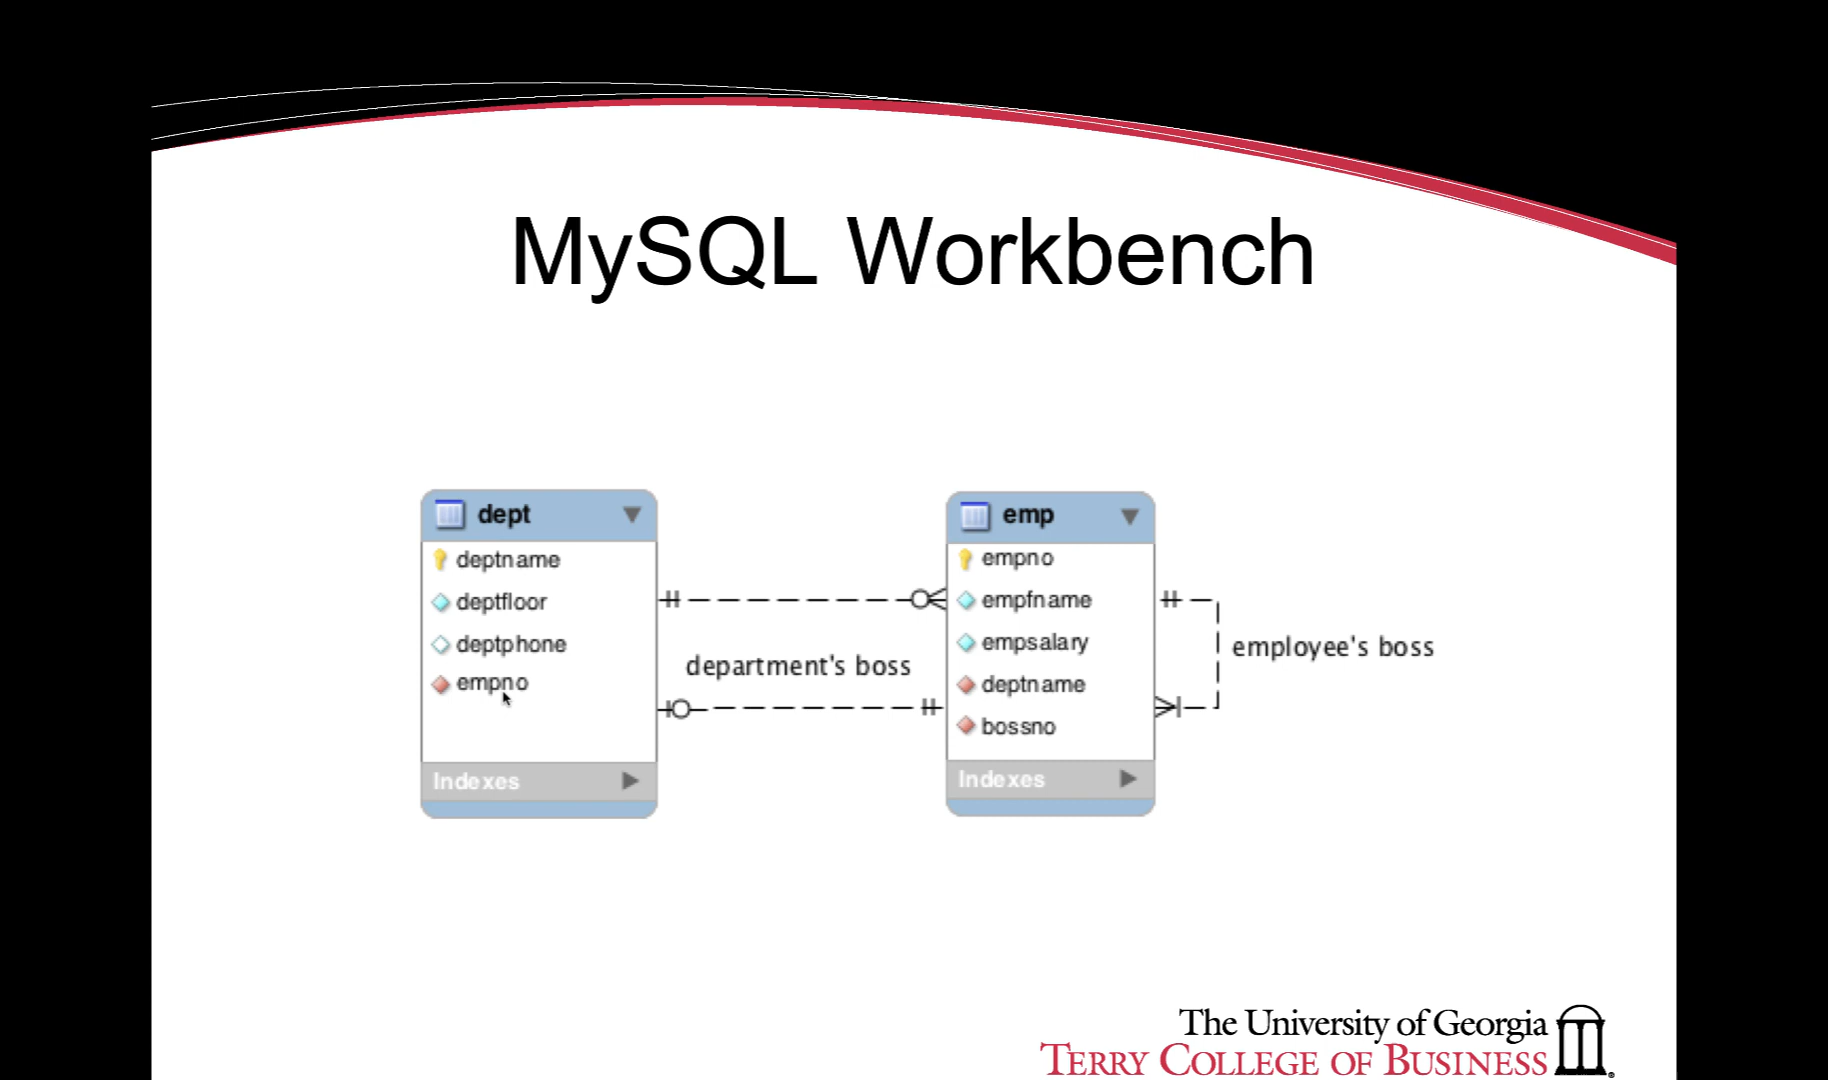 MySQL Workbench
dept
deptname
deptfloor
deptphone
empno
Indexes
department's boss
emp
empno
empfname
empsalary
deptname
bossno
Indexes
employee's boss
The University of Georgia
TERRY COLLEGE OF BUSINESS